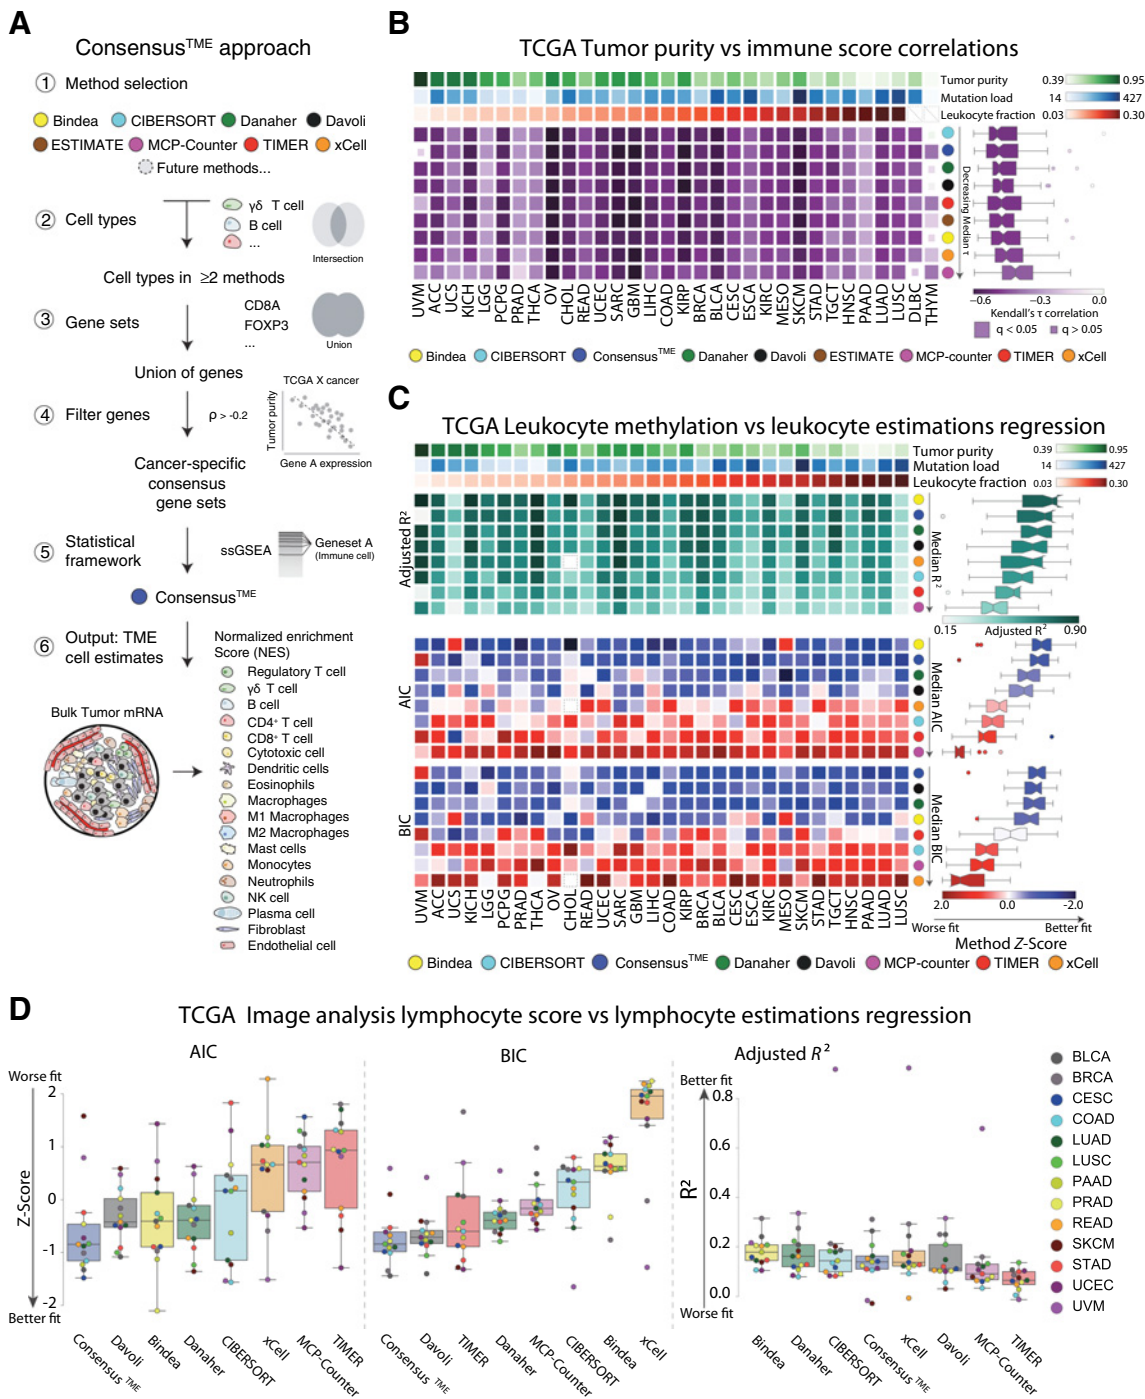 A
Consensus^TME approach
1 Method selection
Bindea CIBERSORT Danaher Davoli
ESTIMATE MCP-Counter TIMER xCell
Future methods...
2 Cell types
γδ T cell
B cell
...
Intersection
Cell types in ≥2 methods
3 Gene sets
CD8A
FOXP3
...
Union
Union of genes
4 Filter genes
ρ > -0.2
TCGA X cancer
Tumor purity
Gene A expression
Cancer-specific
consensus
gene sets
5 Statistical
framework
ssGSEA
Geneset A
(Immune cell)
Consensus^TME
6 Output: TME
cell estimates
Normalized enrichment
Score (NES)
Bulk Tumor mRNA
Regulatory T cell
γδ T cell
B cell
CD4⁺ T cell
CD8⁺ T cell
Cytotoxic cell
Dendritic cells
Eosinophils
Macrophages
M1 Macrophages
M2 Macrophages
Mast cells
Monocytes
Neutrophils
NK cell
Plasma cell
Fibroblast
Endothelial cell
B
TCGA Tumor purity vs immune score correlations
Tumor purity 0.39 0.95
Mutation load 14 427
Leukocyte fraction 0.03 0.30
Decreasing Median τ
UVM ACC UCS KICH LGG PCPG PRAD THCA OV CHOL READ UCEC SARC GBM LIHC COAD KIRP BRCA BLCA CESC ESCA KIRC MESO SKCM STAD TGCT HNSC PAAD LUAD LUSC DLBC THYM
−0.6 −0.3 0.0
Kendall's τ correlation
q < 0.05 q > 0.05
Bindea CIBERSORT Consensus^TME Danaher Davoli ESTIMATE MCP-counter TIMER xCell
C
TCGA Leukocyte methylation vs leukocyte estimations regression
Tumor purity 0.39 0.95
Mutation load 14 427
Leukocyte fraction 0.03 0.30
Adjusted R²
Median R²
0.15 Adjusted R² 0.90
AIC
Median AIC
BIC
Median BIC
UVM ACC UCS KICH LGG PCPG PRAD THCA OV CHOL READ UCEC SARC GBM LIHC COAD KIRP BRCA BLCA CESC ESCA KIRC MESO SKCM STAD TGCT HNSC PAAD LUAD LUSC
2.0 0.0 -2.0
Worse fit Better fit
Method Z-Score
Bindea CIBERSORT Consensus^TME Danaher Davoli MCP-counter TIMER xCell
D
TCGA Image analysis lymphocyte score vs lymphocyte estimations regression
AIC
Worse fit
2
1
0
-1
-2
Z-Score
Better fit
Consensus ^TME Davoli Bindea Danaher CIBERSORT xCell MCP-Counter TIMER
BIC
Consensus ^TME Davoli TIMER Danaher MCP-Counter CIBERSORT Bindea xCell
Adjusted R²
Better fit
0.8
0.6
0.4
0.2
0.0
R²
Worse fit
Bindea Danaher CIBERSORT Consensus ^TME xCell Davoli MCP-Counter TIMER
BLCA
BRCA
CESC
COAD
LUAD
LUSC
PAAD
PRAD
READ
SKCM
STAD
UCEC
UVM